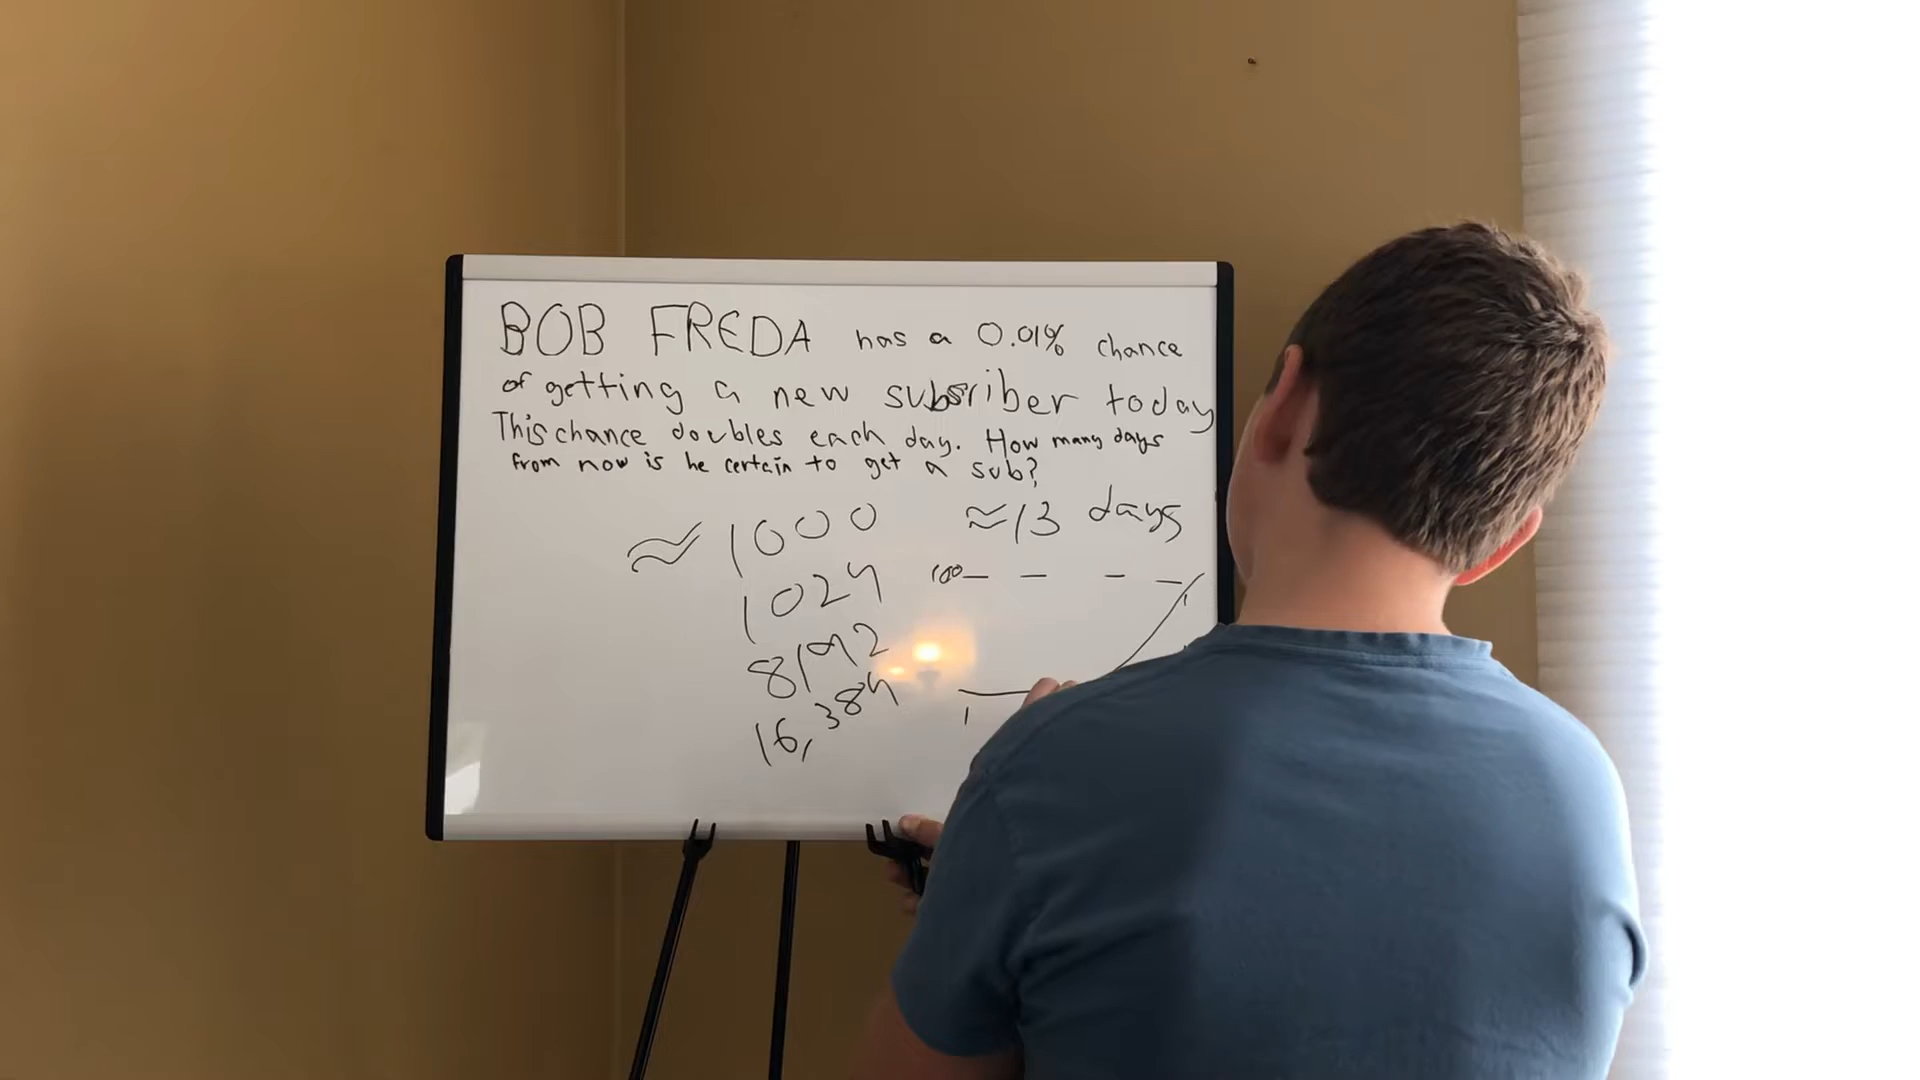 BOB FREDA has a 0.01% chance
of getting a new subsriber today
This chance doubles each day. How many days
from now is he certain to get a sub?
≈ 1000
≈13 days
1024
100
8192
16,384
1